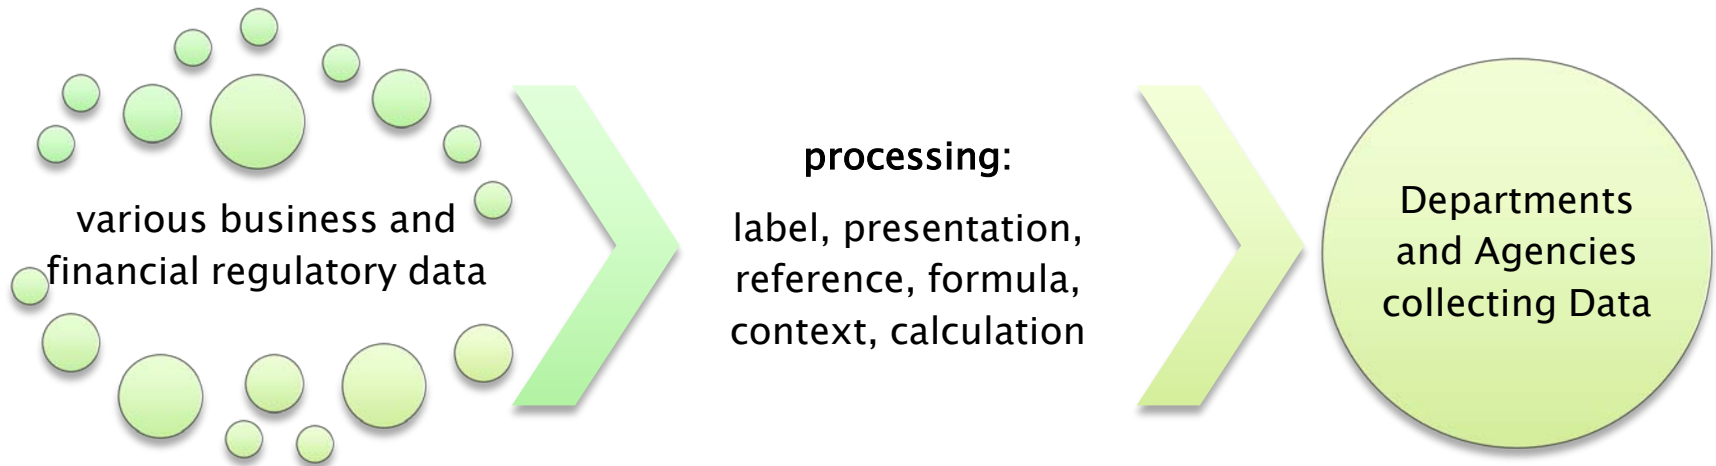 various business and
financial regulatory data
processing:
label, presentation,
reference, formula,
context, calculation
Departments
and Agencies
collecting Data